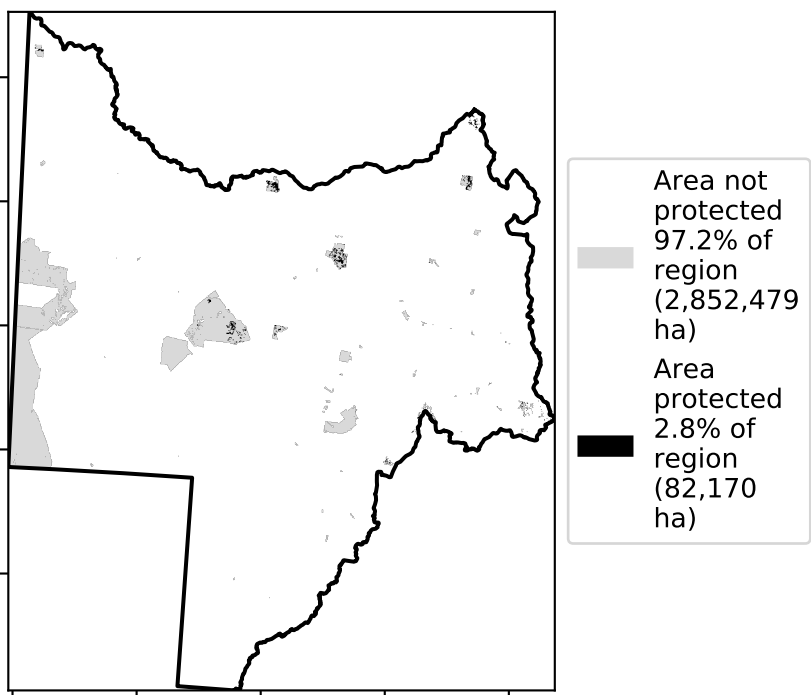 Area not
protected
97.2% of
region
(2,852,479
ha)
Area
protected
2.8% of
region
(82,170
ha)